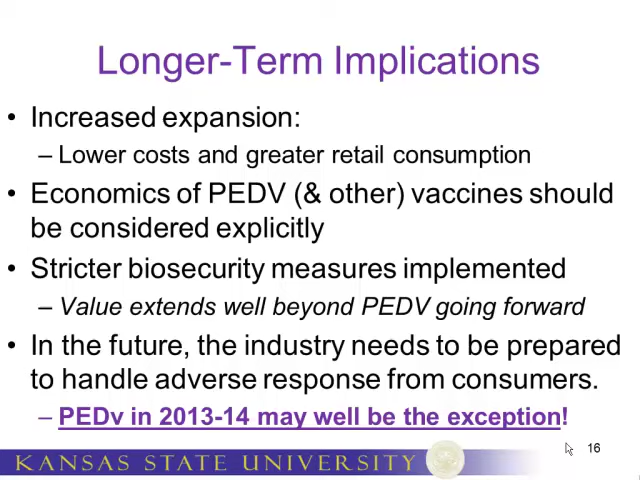 Longer-Term Implications
• Increased expansion:
– Lower costs and greater retail consumption
• Economics of PEDV (& other) vaccines should
be considered explicitly
• Stricter biosecurity measures implemented
– Value extends well beyond PEDV going forward
• In the future, the industry needs to be prepared
to handle adverse response from consumers.
– PEDv in 2013-14 may well be the exception!
16
KANSAS STATE UNIVERSITY